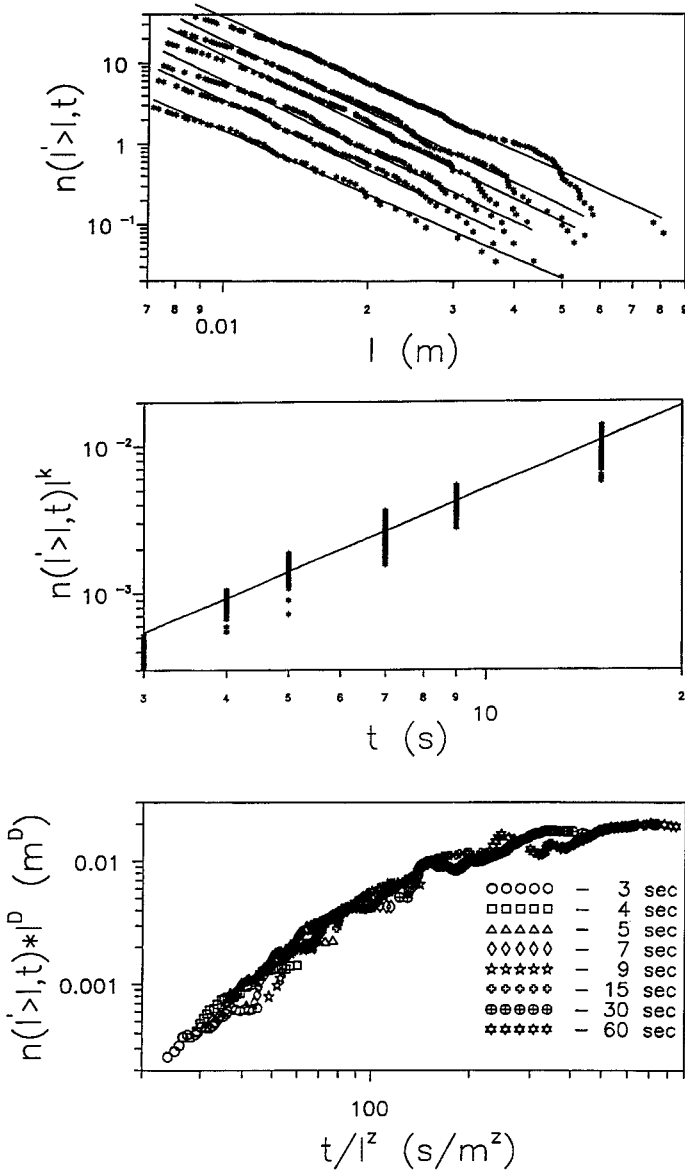 10
1
10⁻¹
n(l'>l,t)
7 8 9 2 3 4 5 6 7 8 9
0.01
l (m)
10⁻²
10⁻³
n(l'>l,t)l^k
3 4 5 6 7 8 9 2
10
t (s)
0.01
0.001
n(l'>l,t)*l^D (m^D)
○○○○○ – 3 sec
□□□□ – 4 sec
△△△△ – 5 sec
◇◇◇◇ – 7 sec
☆☆☆☆☆ – 9 sec
– 15 sec
⊕⊕⊕⊕ – 30 sec
✡✡✡✡ – 60 sec
100
t/l^z (s/m^z)